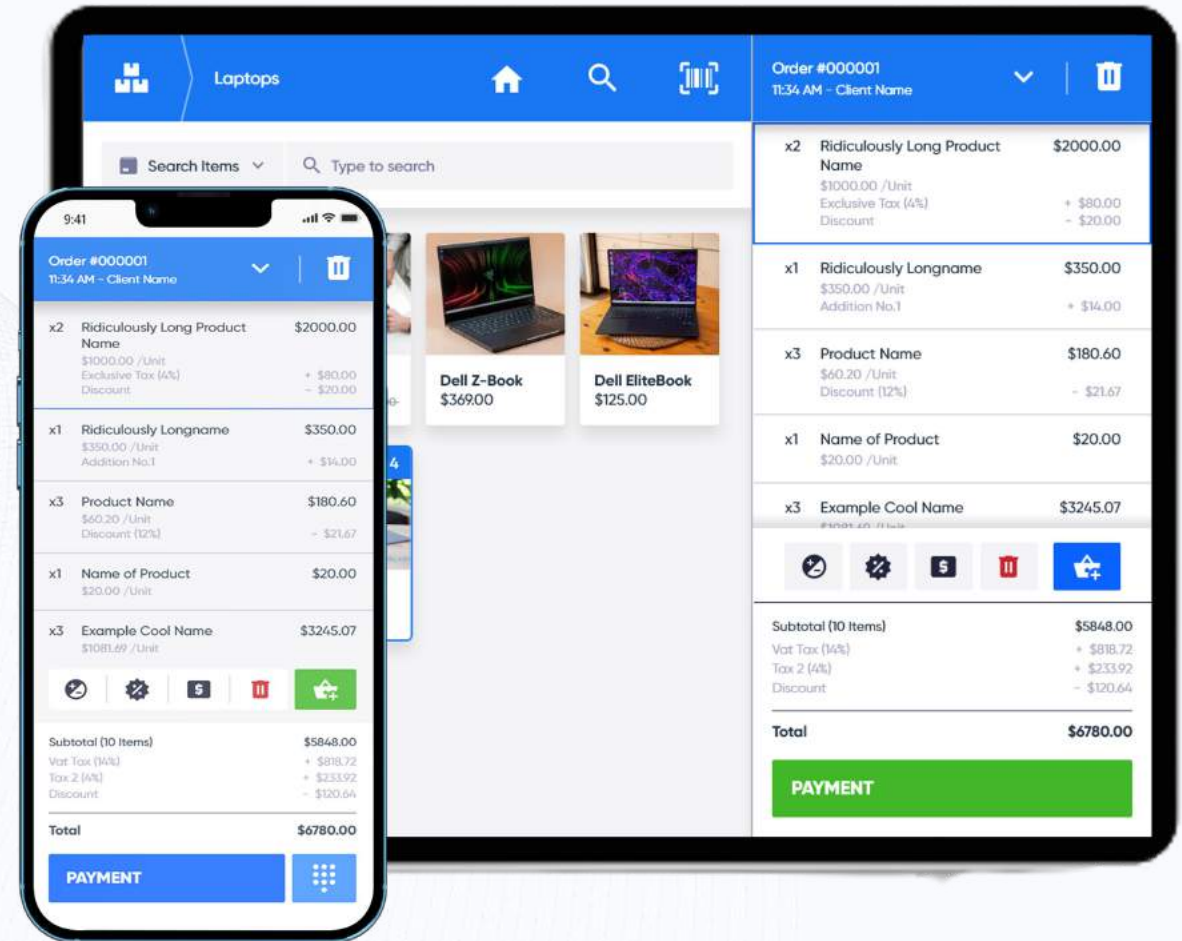 Laptops
Order #000001
11:34 AM - Client Name
Search Items
Type to search
Dell Z-Book
$369.00
Dell EliteBook
$125.00
4
x2 Ridiculously Long Product $2000.00
Name
$1000.00 /Unit
Exclusive Tax (4%) + $80.00
Discount - $20.00
x1 Ridiculously Longname $350.00
$350.00 /Unit
Addition No.1 + $14.00
x3 Product Name $180.60
$60.20 /Unit
Discount (12%) - $21.67
x1 Name of Product $20.00
$20.00 /Unit
x3 Example Cool Name $3245.07
$1081.69 /Unit
Subtotal (10 Items) $5848.00
Vat Tax (14%) + $818.72
Tax 2 (4%) + $233.92
Discount - $120.64
Total $6780.00
PAYMENT
9:41
Order #000001
11:34 AM - Client Name
x2 Ridiculously Long Product $2000.00
Name
$1000.00 /Unit
Exclusive Tax (4%) + $80.00
Discount - $20.00
x1 Ridiculously Longname $350.00
$350.00 /Unit
Addition No.1 + $14.00
x3 Product Name $180.60
$60.20 /Unit
Discount (12%) - $21.67
x1 Name of Product $20.00
$20.00 /Unit
x3 Example Cool Name $3245.07
$1081.69 /Unit
Subtotal (10 Items) $5848.00
Vat Tax (14%) + $818.72
Tax 2 (4%) + $233.92
Discount - $120.64
Total $6780.00
PAYMENT